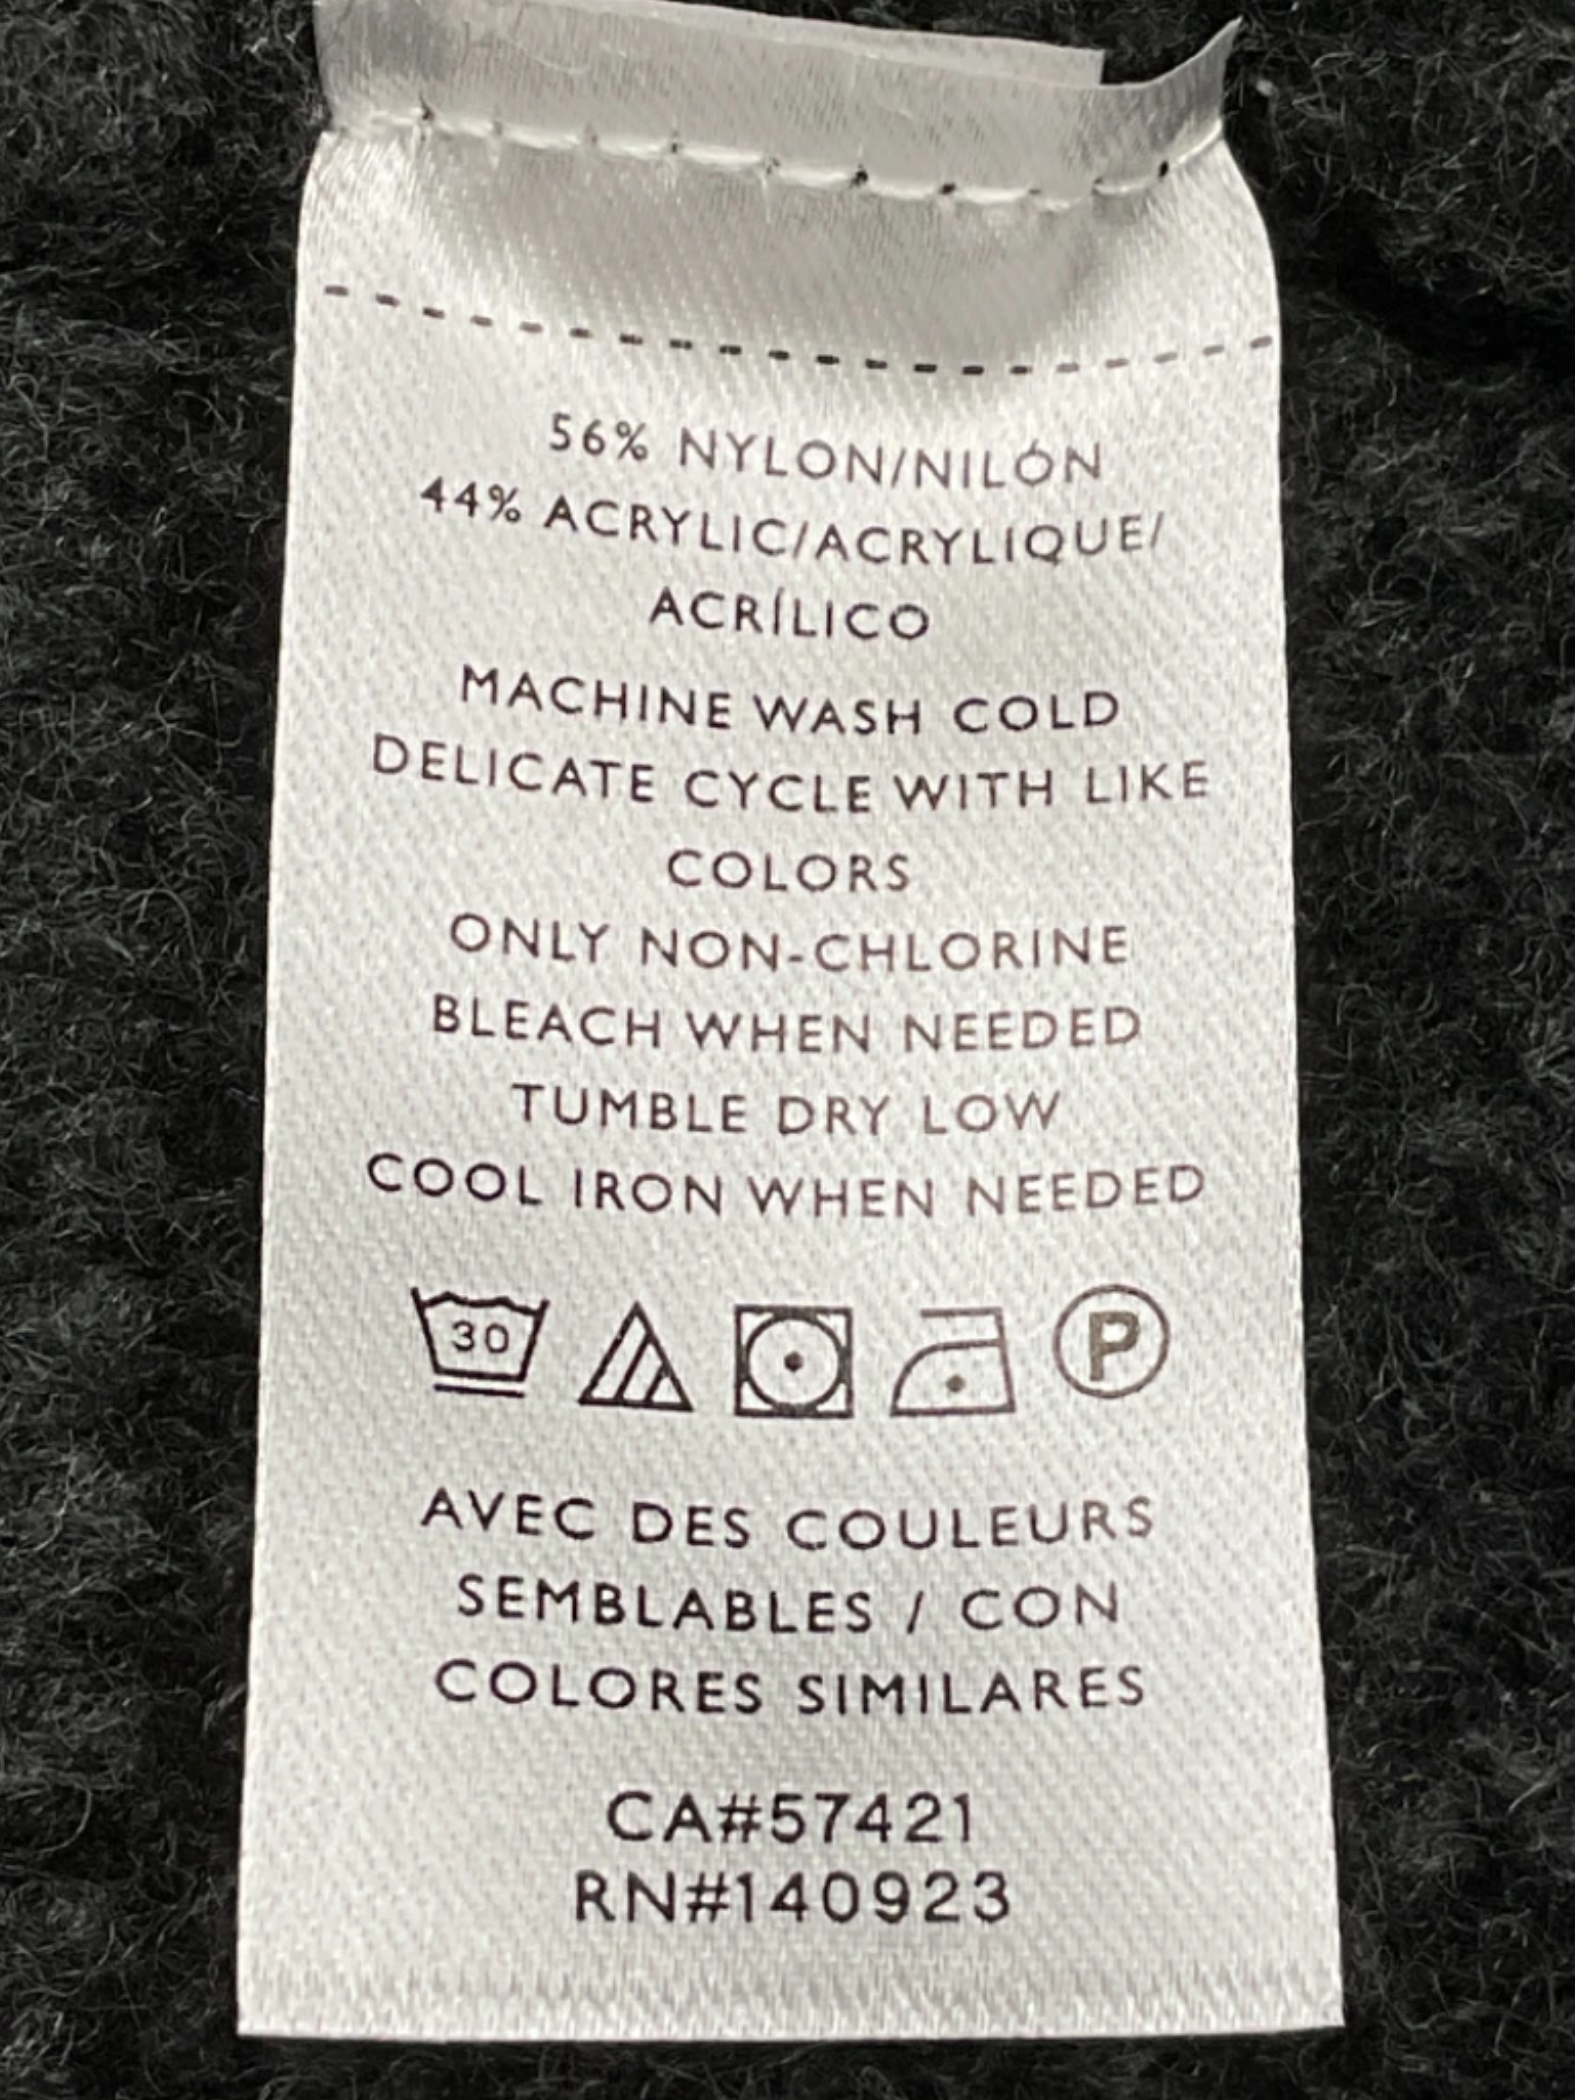 56% NYLON/NILÓN
44% ACRYLIC/ACRYLIQUE/
ACRÍLICO
MACHINE WASH COLD
DELICATE CYCLE WITH LIKE
COLORS
ONLY NON-CHLORINE
BLEACH WHEN NEEDED
TUMBLE DRY LOW
COOL IRON WHEN NEEDED
30 P
AVEC DES COULEURS
SEMBLABLES / CON
COLORES SIMILARES
CA#57421
RN#140923